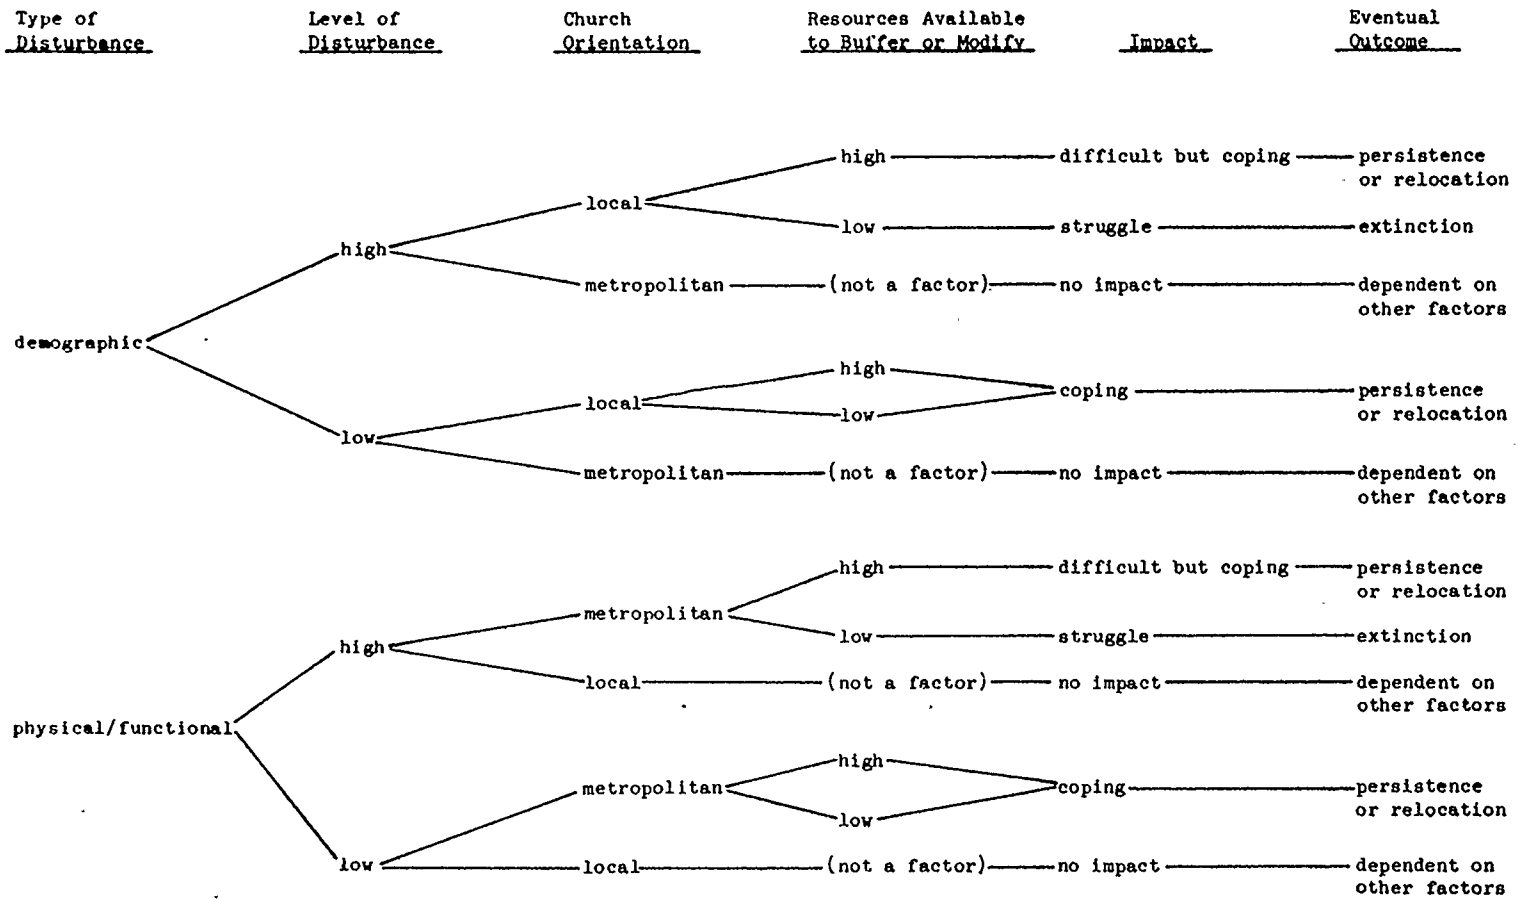 Type of Level of Church Resources Available Eventual
Disturbance Disturbance Orientation to Buffer or Modify Impact Outcome
high difficult but coping persistence
or relocation
local
low struggle extinction
high
metropolitan (not a factor) no impact dependent on
other factors
demographic
high
coping persistence
local
low or relocation
low
metropolitan (not a factor) no impact dependent on
other factors
high difficult but coping persistence
or relocation
metropolitan
low struggle extinction
high
local (not a factor) no impact dependent on
other factors
physical/functional
high
metropolitan coping persistence
or relocation
low
low local (not a factor) no impact dependent on
other factors